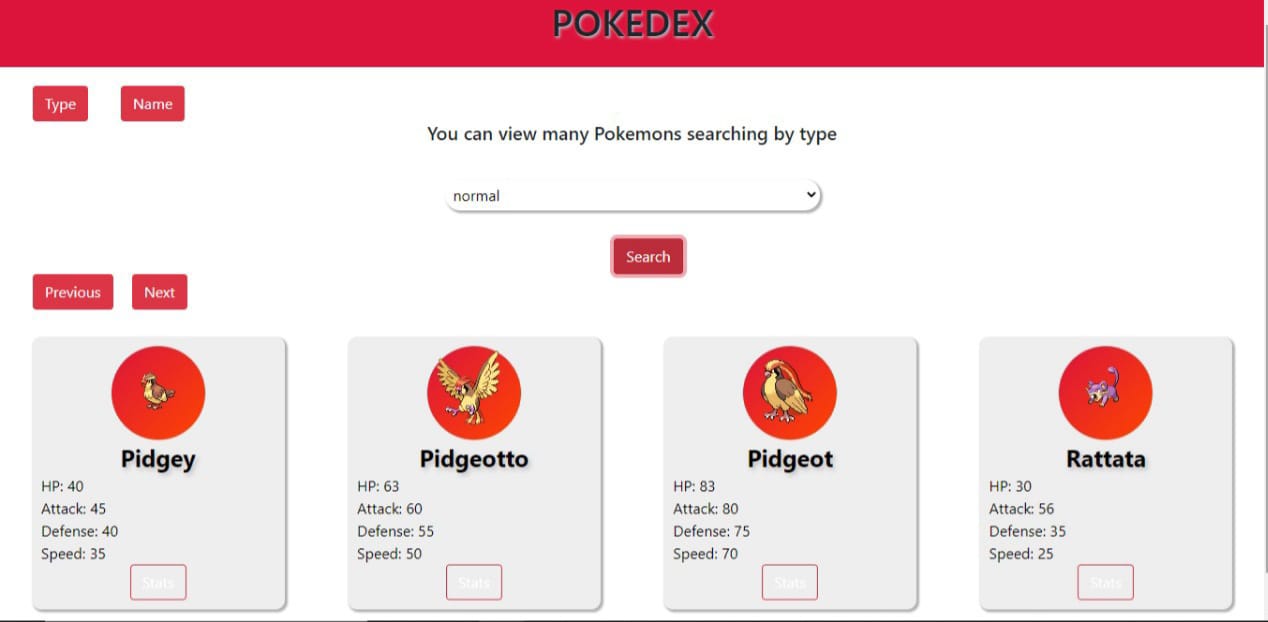 POKEDEX
Type
Name
You can view many Pokemons searching by type
normal
Search
Previous
Next
Pidgey
HP: 40
Attack: 45
Defense: 40
Speed: 35
Stats
Pidgeotto
HP: 63
Attack: 60
Defense: 55
Speed: 50
Stats
Pidgeot
HP: 83
Attack: 80
Defense: 75
Speed: 70
Stats
Rattata
HP: 30
Attack: 56
Defense: 35
Speed: 25
Stats